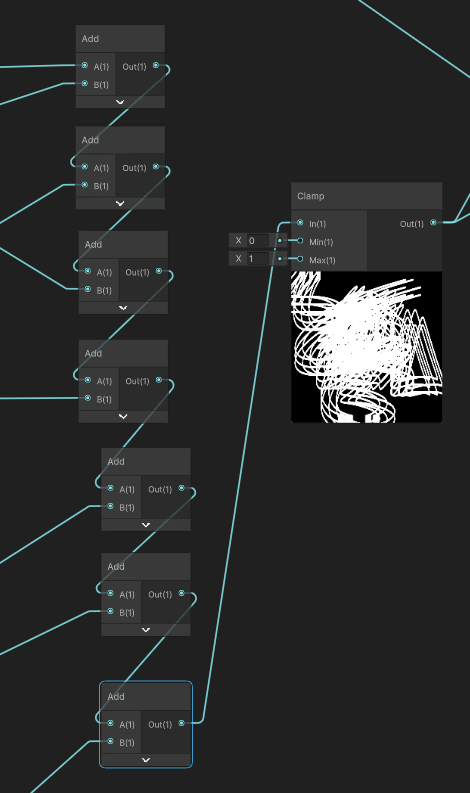 Add
A(1) Out(1)
B(1)
Add
A(1) Out(1)
B(1)
Add
A(1) Out(1)
B(1)
Add
A(1) Out(1)
B(1)
Add
A(1) Out(1)
B(1)
Add
A(1) Out(1)
B(1)
Add
A(1) Out(1)
B(1)
Clamp
In(1) Out(1)
X 0 Min(1)
X 1 Max(1)